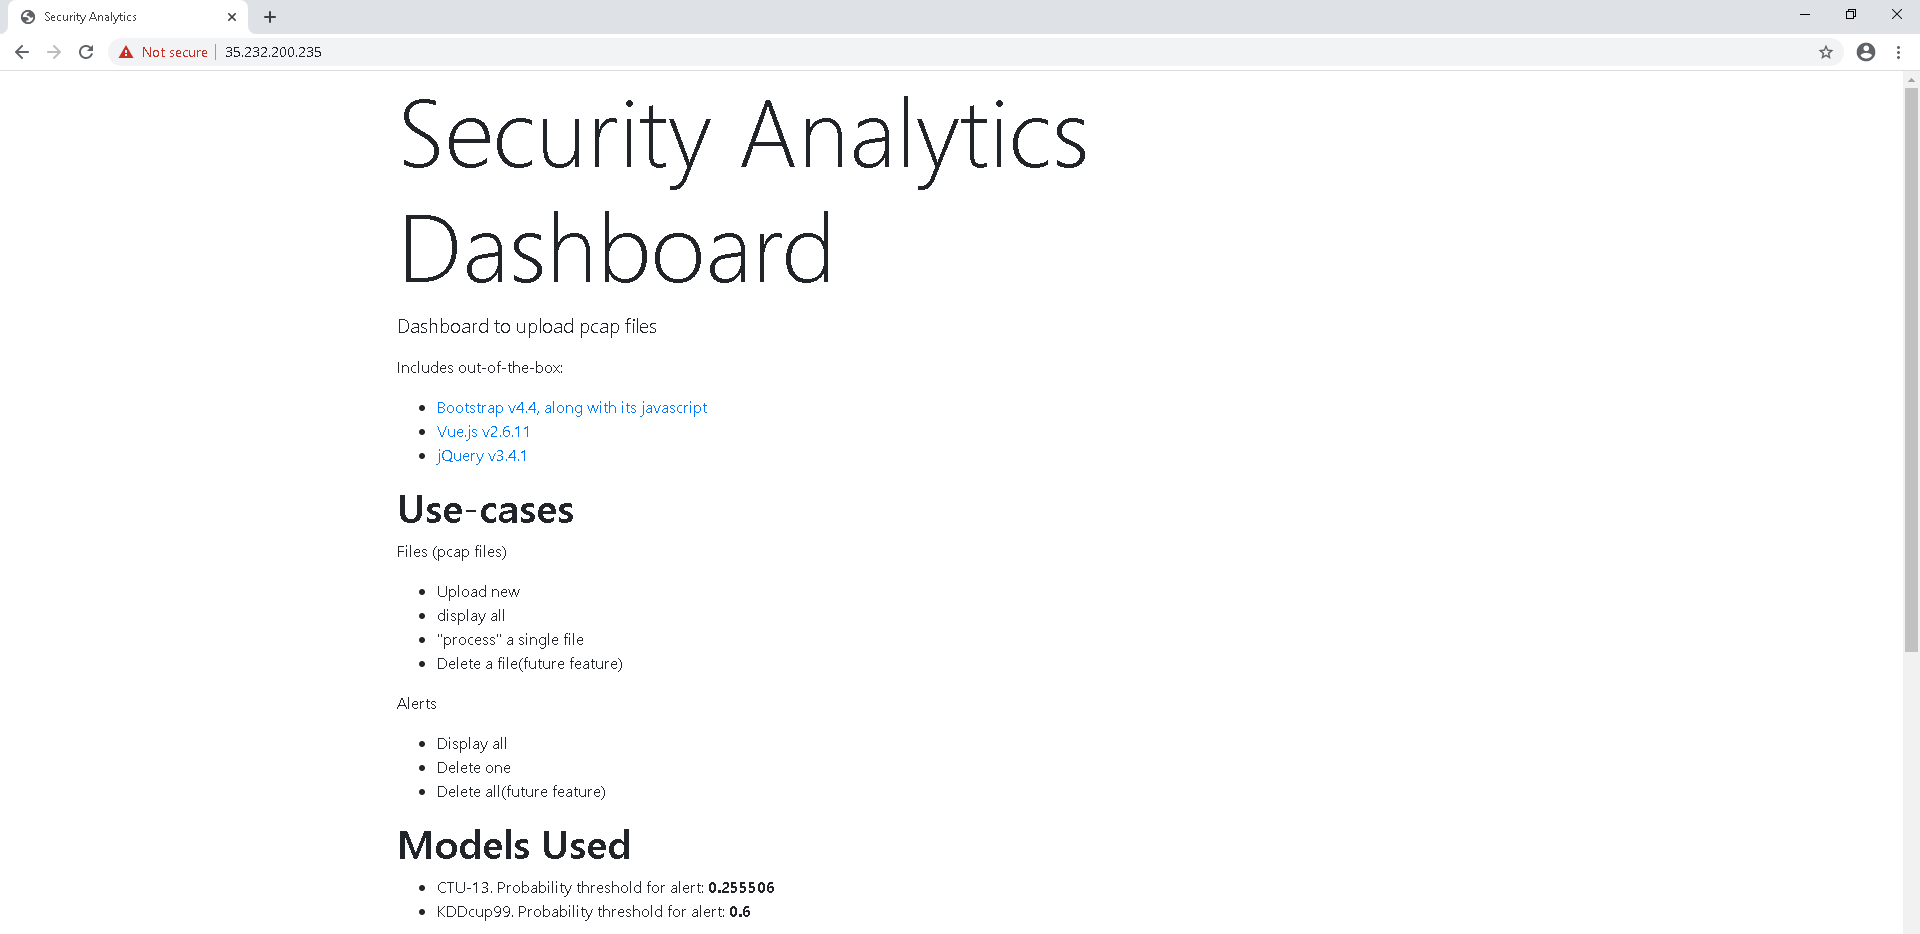 Security Analytics
Not secure | 35.232.200.235
Security Analytics
Dashboard
Dashboard to upload pcap files
Includes out-of-the-box:
Bootstrap v4.4, along with its javascript
Vue.js v2.6.11
jQuery v3.4.1
Use-cases
Files (pcap files)
Upload new
display all
"process" a single file
Delete a file(future feature)
Alerts
Display all
Delete one
Delete all(future feature)
Models Used
CTU-13. Probability threshold for alert: 0.255506
KDDcup99. Probability threshold for alert: 0.6